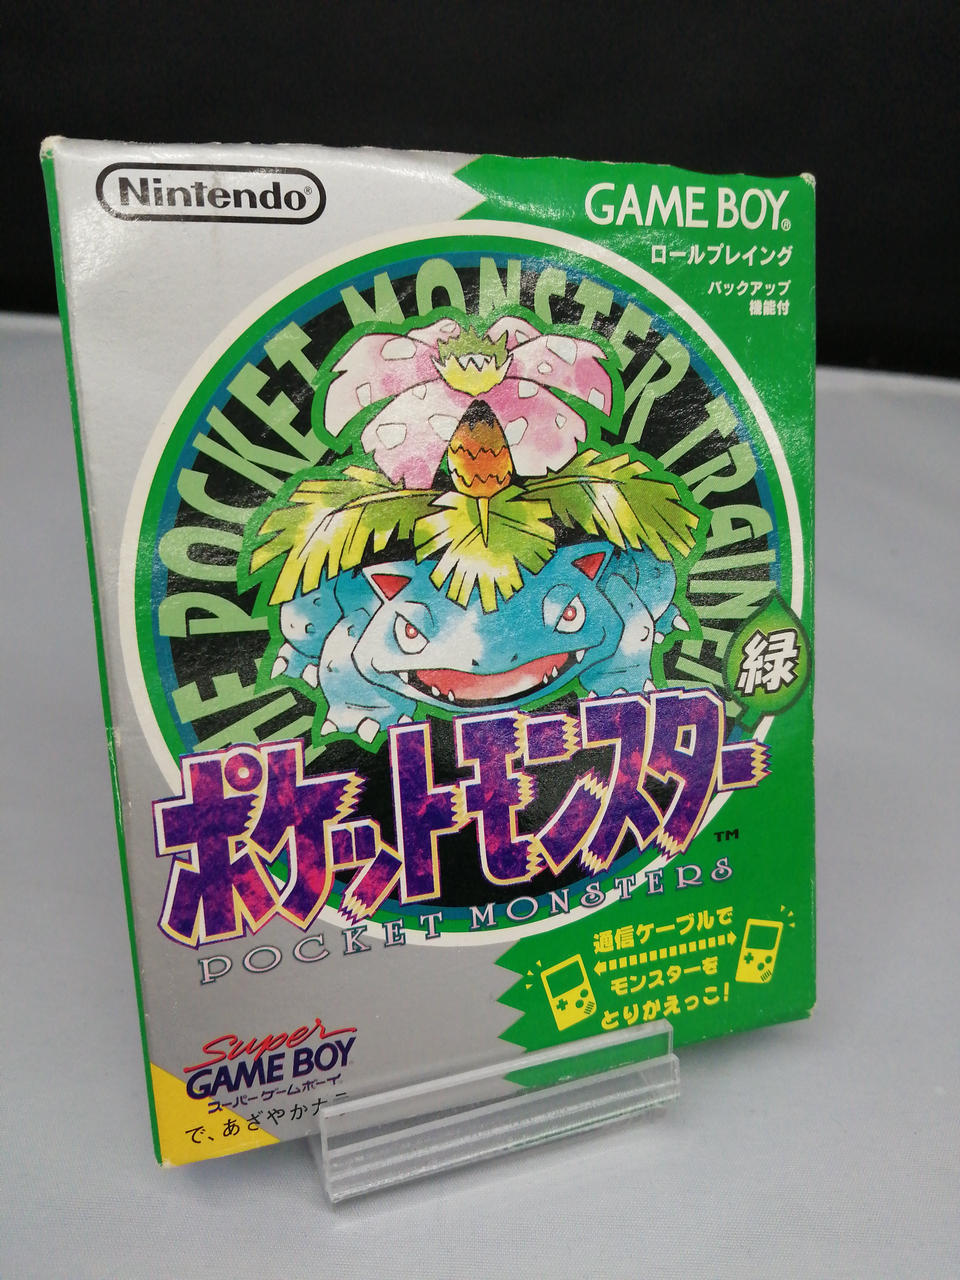 Nintendo®
GAME BOY®
ロールプレイング
バックアップ
機能付
POCKET MONSTER
緑
ポケットモンスター
TM
POCKET MONSTERS
通信ケーブルで
モンスターを
とりかえっこ!
Super
GAME BOY
スーパーゲームボーイ
で、あざやか